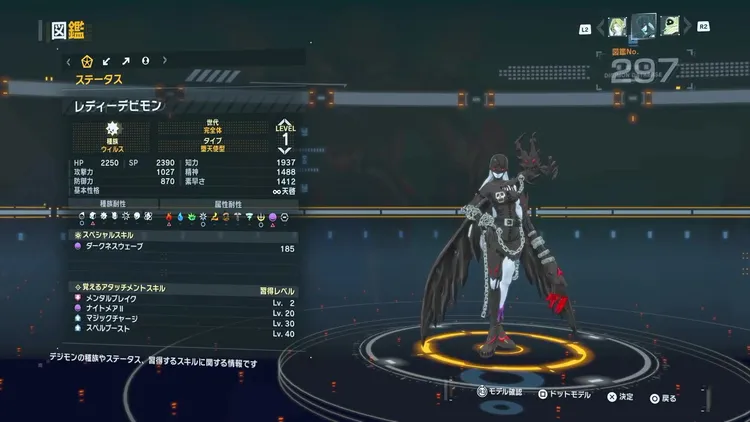 図鑑
L2
R2
図鑑No.
297
ステータス
レディーデビモン
種族
ウィルス
世代
完全体
タイプ
堕天使型
LEVEL
1
HP 2250 SP 2390 知力 1937
攻撃力 1027 精神 1488
防御力 870 素早さ 1412
基本性格 天啓
種族耐性 属性耐性
スペシャルスキル
ダークネスウェーブ 185
覚えるアタッチメントスキル 習得レベル
メンタルブレイク Lv. 2
ナイトメアⅡ Lv. 20
マジックチャージ Lv. 30
スペルブースト Lv. 40
デジモンの種族やステータス、習得するスキルに関する情報です
R3 モデル確認 ドットモデル 決定 戻る